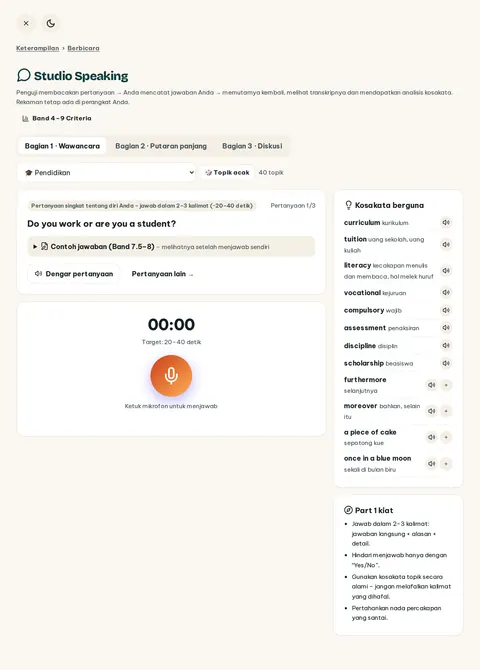 Keterampilan › Berbicara
Studio Speaking
Penguji membacakan pertanyaan → Anda mencatat jawaban Anda → memutarnya kembali, melihat transkripnya dan mendapatkan analisis kosakata.
Rekaman tetap ada di perangkat Anda.
Band 4–9 Criteria
Bagian 1 · Wawancara
Bagian 2 · Putaran panjang
Bagian 3 · Diskusi
Pendidikan
Topik acak
40 topik
Pertanyaan singkat tentang diri Anda – jawab dalam 2–3 kalimat (~20–40 detik)
Pertanyaan 1/3
Do you work or are you a student?
Contoh jawaban (Band 7.5–8) – melihatnya setelah menjawab sendiri
Dengar pertanyaan
Pertanyaan lain →
00:00
Target: 20–40 detik
Ketuk mikrofon untuk menjawab
Kosakata berguna
curriculum kurikulum
tuition uang sekolah, uang
kuliah
literacy kecakapan menulis
dan membaca, hal melek huruf
vocational kejuruan
compulsory wajib
assessment penaksiran
discipline disiplin
scholarship beasiswa
furthermore
selanjutnya
+
moreover bahkan, selain
itu
+
a piece of cake
sepotong kue
+
once in a blue moon
sekali di bulan biru
+
Part 1 kiat
• Jawab dalam 2–3 kalimat:
jawaban langsung + alasan +
detail.
• Hindari menjawab hanya dengan
"Yes/No".
• Gunakan kosakata topik secara
alami – jangan melafalkan kalimat
yang dihafal.
• Pertahankan nada percakapan
yang santai.